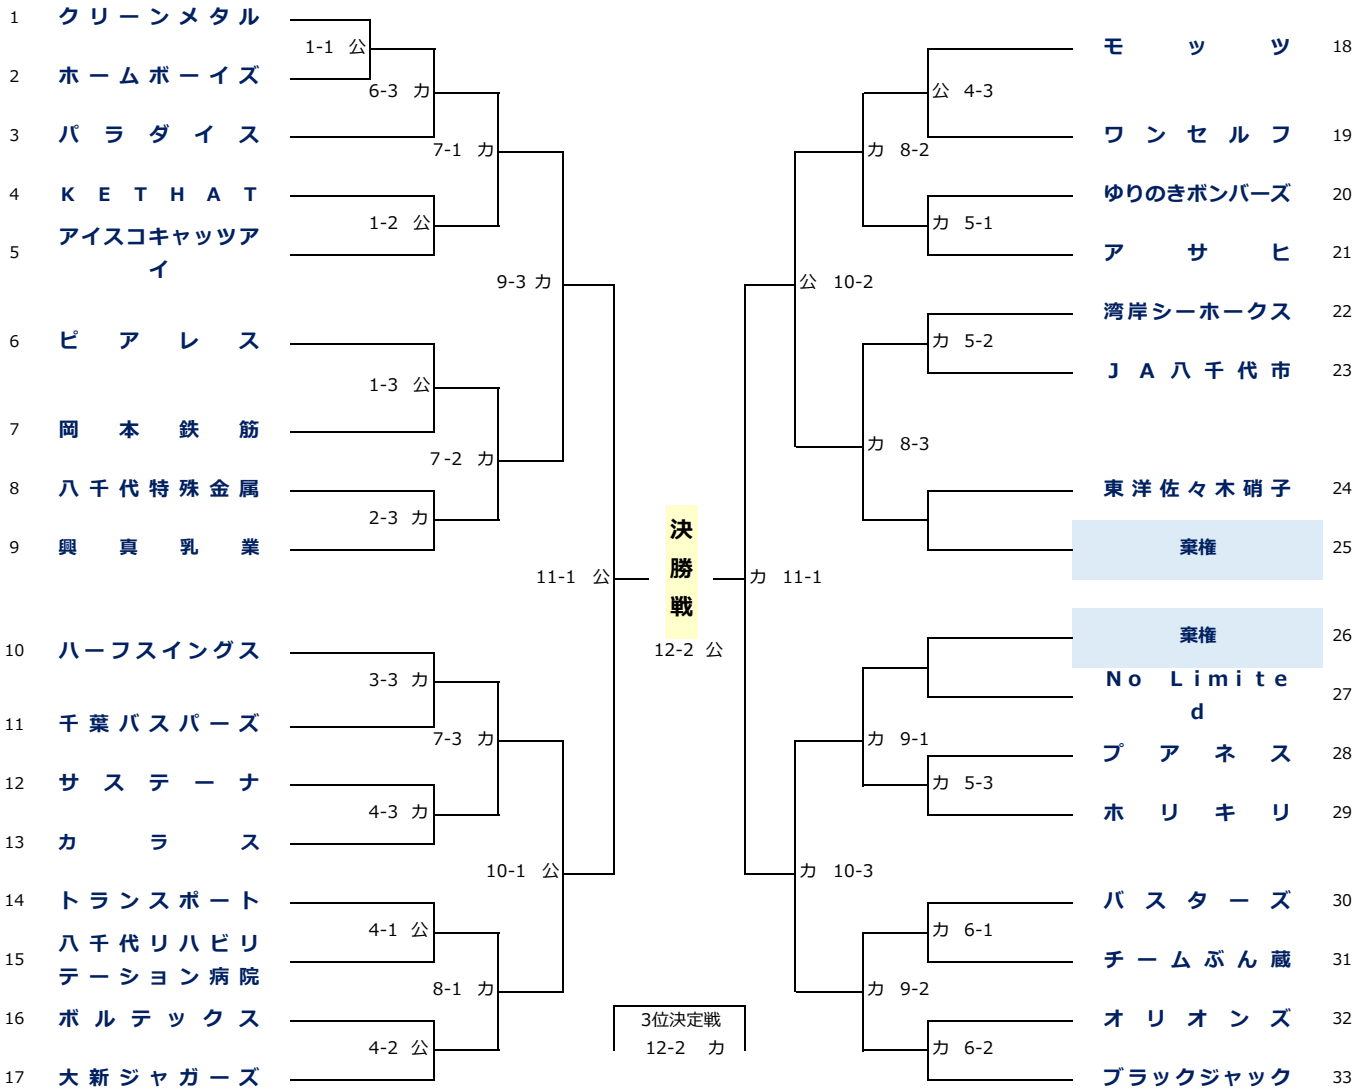 1 クリーンメタル
1-1 公
2 ホームボーイズ
6-3 カ
3 パラダイス
7-1 カ
4 KETHAT
1-2 公
5 アイスコキャッツア
イ
9-3 カ
6 ピアレス
1-3 公
7 岡本鉄筋
7-2 カ
8 八千代特殊金属
2-3 カ
9 興真乳業
11-1 公
10 ハーフスイングス
3-3 カ
11 千葉バスパーズ
7-3 カ
12 サステーナ
4-3 カ
13 カラス
10-1 公
14 トランスポート
4-1 公
15 八千代リハビリ
テーション病院
8-1 カ
16 ボルテックス
4-2 公
17 大新ジャガーズ
決
勝
戦
12-2 公
3位決定戦
12-2 カ
モッツ 18
公 4-3
ワンセルフ 19
カ 8-2
ゆりのきボンバーズ 20
カ 5-1
アサヒ 21
公 10-2
湾岸シーホークス 22
カ 5-2
JA八千代市 23
カ 8-3
東洋佐々木硝子 24
棄権 25
カ 11-1
棄権 26
No Limite
d 27
カ 9-1
プアネス 28
カ 5-3
ホリキリ 29
カ 10-3
バスターズ 30
カ 6-1
チームぶん蔵 31
カ 9-2
オリオンズ 32
カ 6-2
ブラックジャック 33